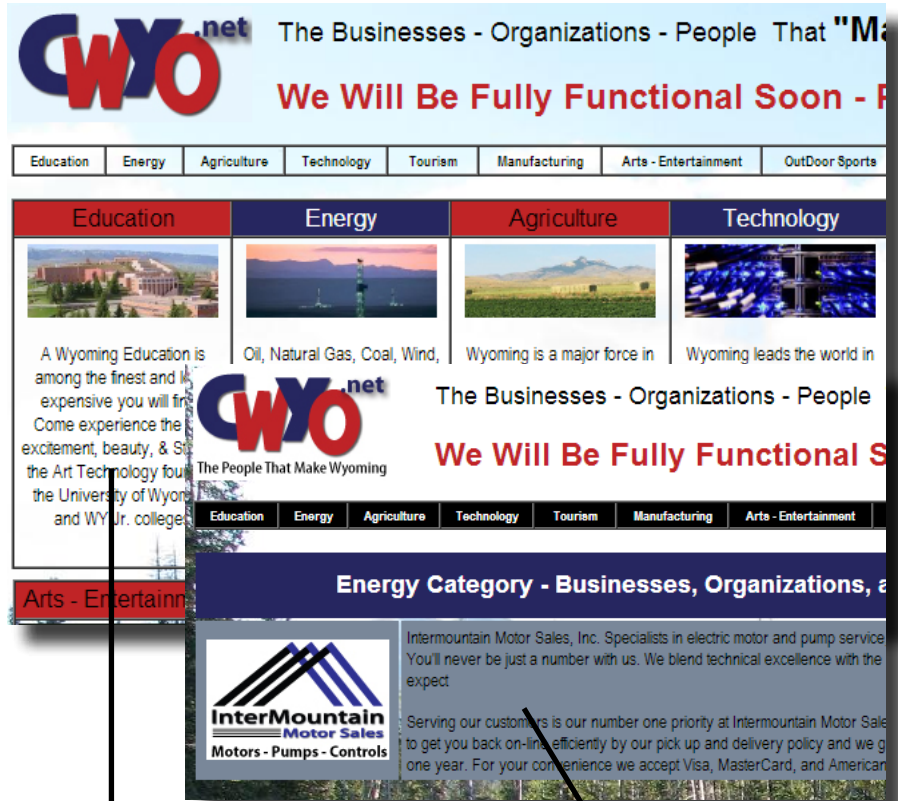 CWYO.net
The Businesses - Organizations - People That "Ma
We Will Be Fully Functional Soon -
Education Energy Agriculture Technology Tourism Manufacturing Arts - Entertainment OutDoor Sports
Education Energy Agriculture Technology
A Wyoming Education is
among the finest and
expensive you will
Come experience the
excitement, beauty, &
the Art Technology
the University of
and WY Jr. colleges
Oil, Natural Gas, Coal, Wind,
Wyoming is a major force in
Wyoming leads the world in
Arts -
CWYO.net
The People That Make Wyoming
The Businesses - Organizations - People
We Will Be Fully Functional S
Education Energy Agriculture Technology Tourism Manufacturing Arts - Entertainment
Energy Category - Businesses, Organizations,
InterMountain
Motor Sales
Motors - Pumps - Controls
Intermountain Motor Sales, Inc. Specialists in electric motor and pump service
You'll never be just a number with us. We blend technical excellence with the
expect
Serving our customers is our number one priority at Intermountain Motor Sale
to get you back on-line efficiently by our pick up and delivery policy and we g
one year. For your convenience we accept Visa, MasterCard, and American